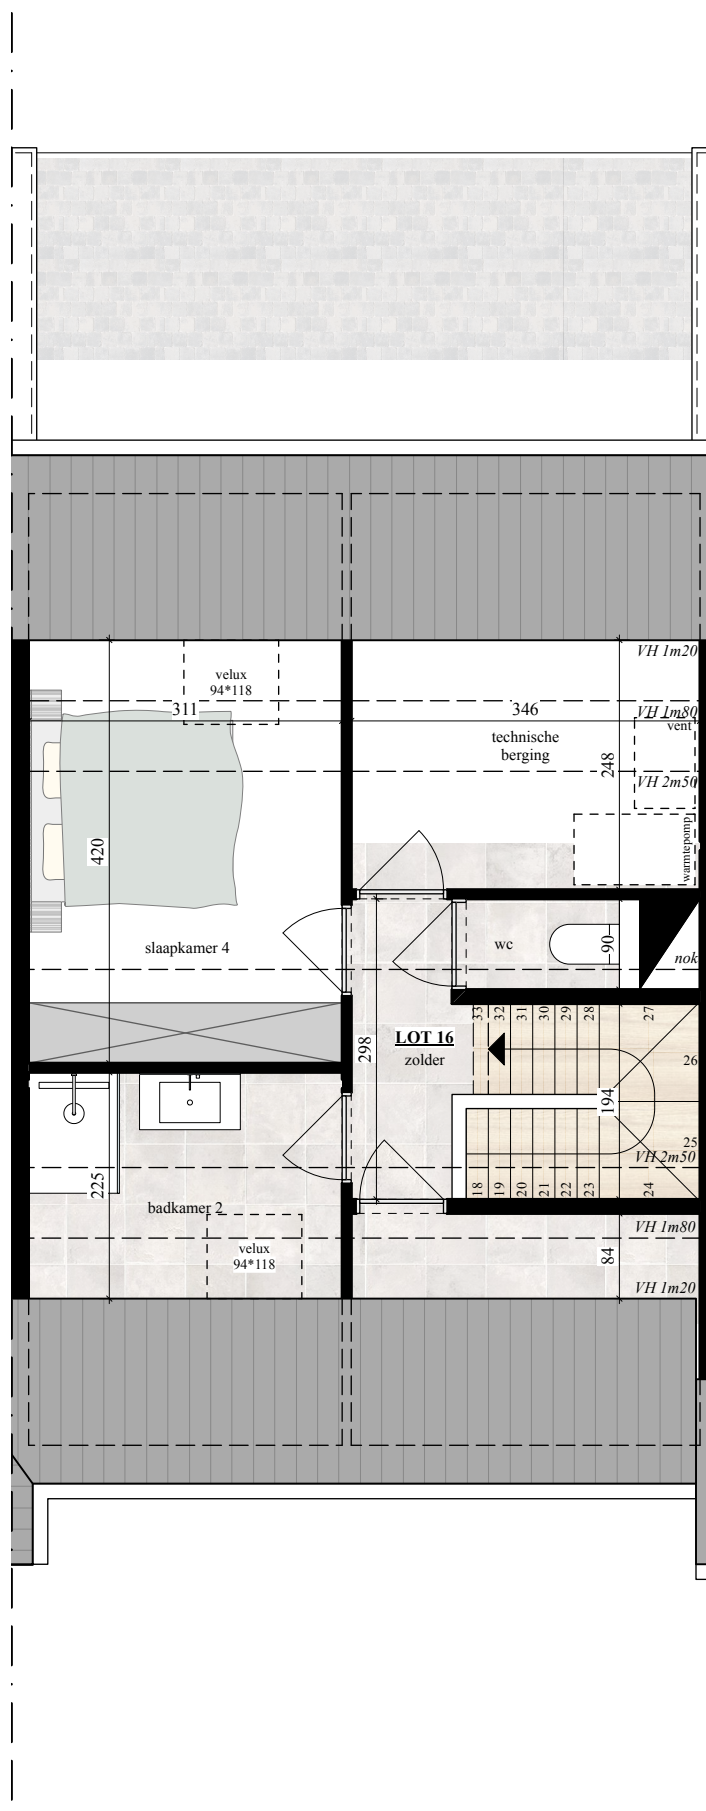 VH 1m20
velux
94*118
311
346
VH 1m80
vent
technische
berging
248
VH 2m50
420
warmtepomp
slaapkamer 4
wc
90
nok
33
32
31
30
29
28
27
LOT 16
zolder
298
26
194
25
VH 2m50
225
18
19
20
21
22
23
24
badkamer 2
VH 1m80
velux
94*118
84
VH 1m20